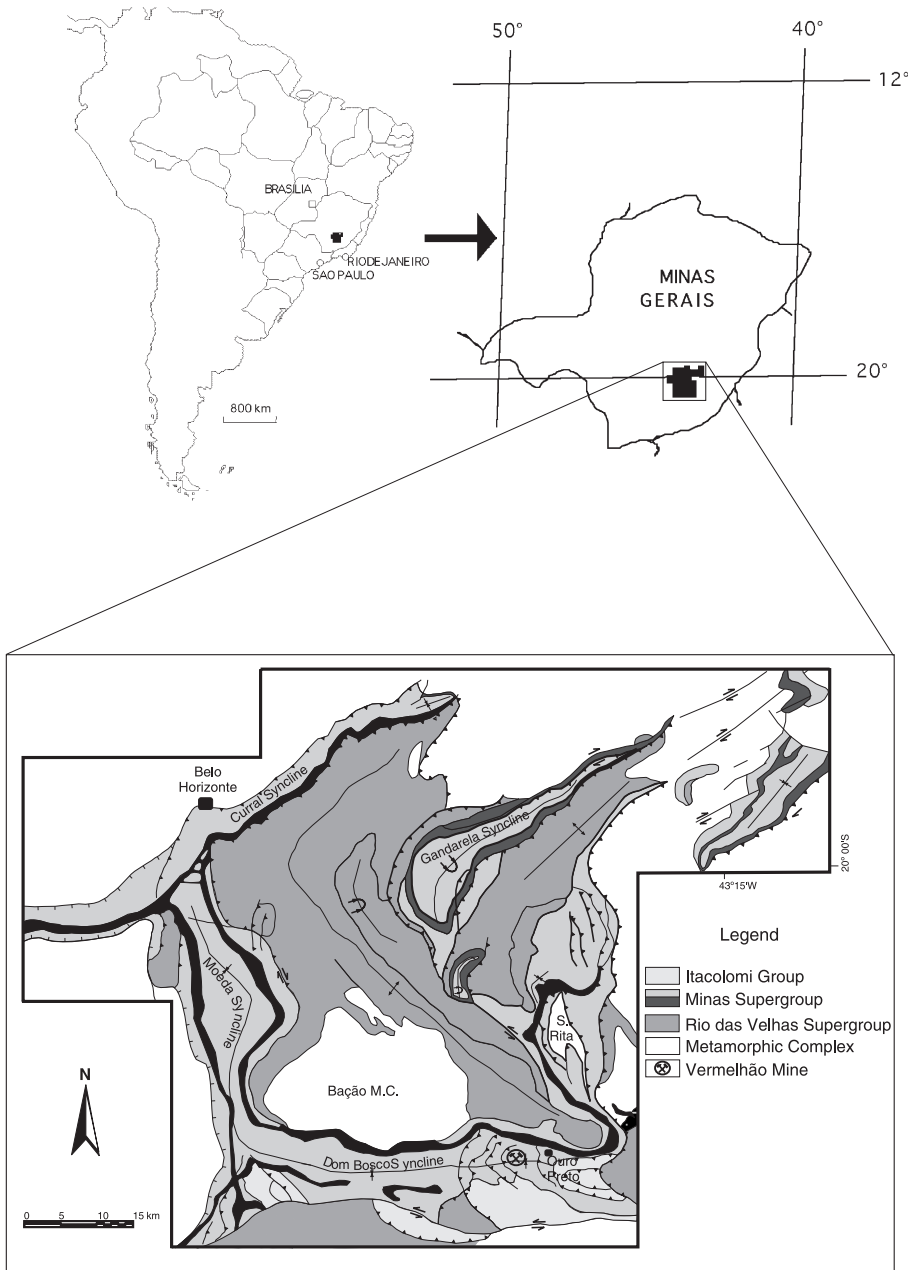 50°
40°
12°
BRASILIA
RIODEJANEIRO
SAO PAULO
MINAS
GERAIS
20°
800 km
Belo
Horizonte
Curral Syncline
Gandarela Syncline
20° 00'S
43°15'W
Legend
Itacolomi Group
Minas Supergroup
Rio das Velhas Supergroup
Metamorphic Complex
Vermelhão Mine
Moeda Sy ncline
S.
Rita
N
Bação M.C.
Dom BoscoS yncline
Ouro
Preto
0 5 10 15 km